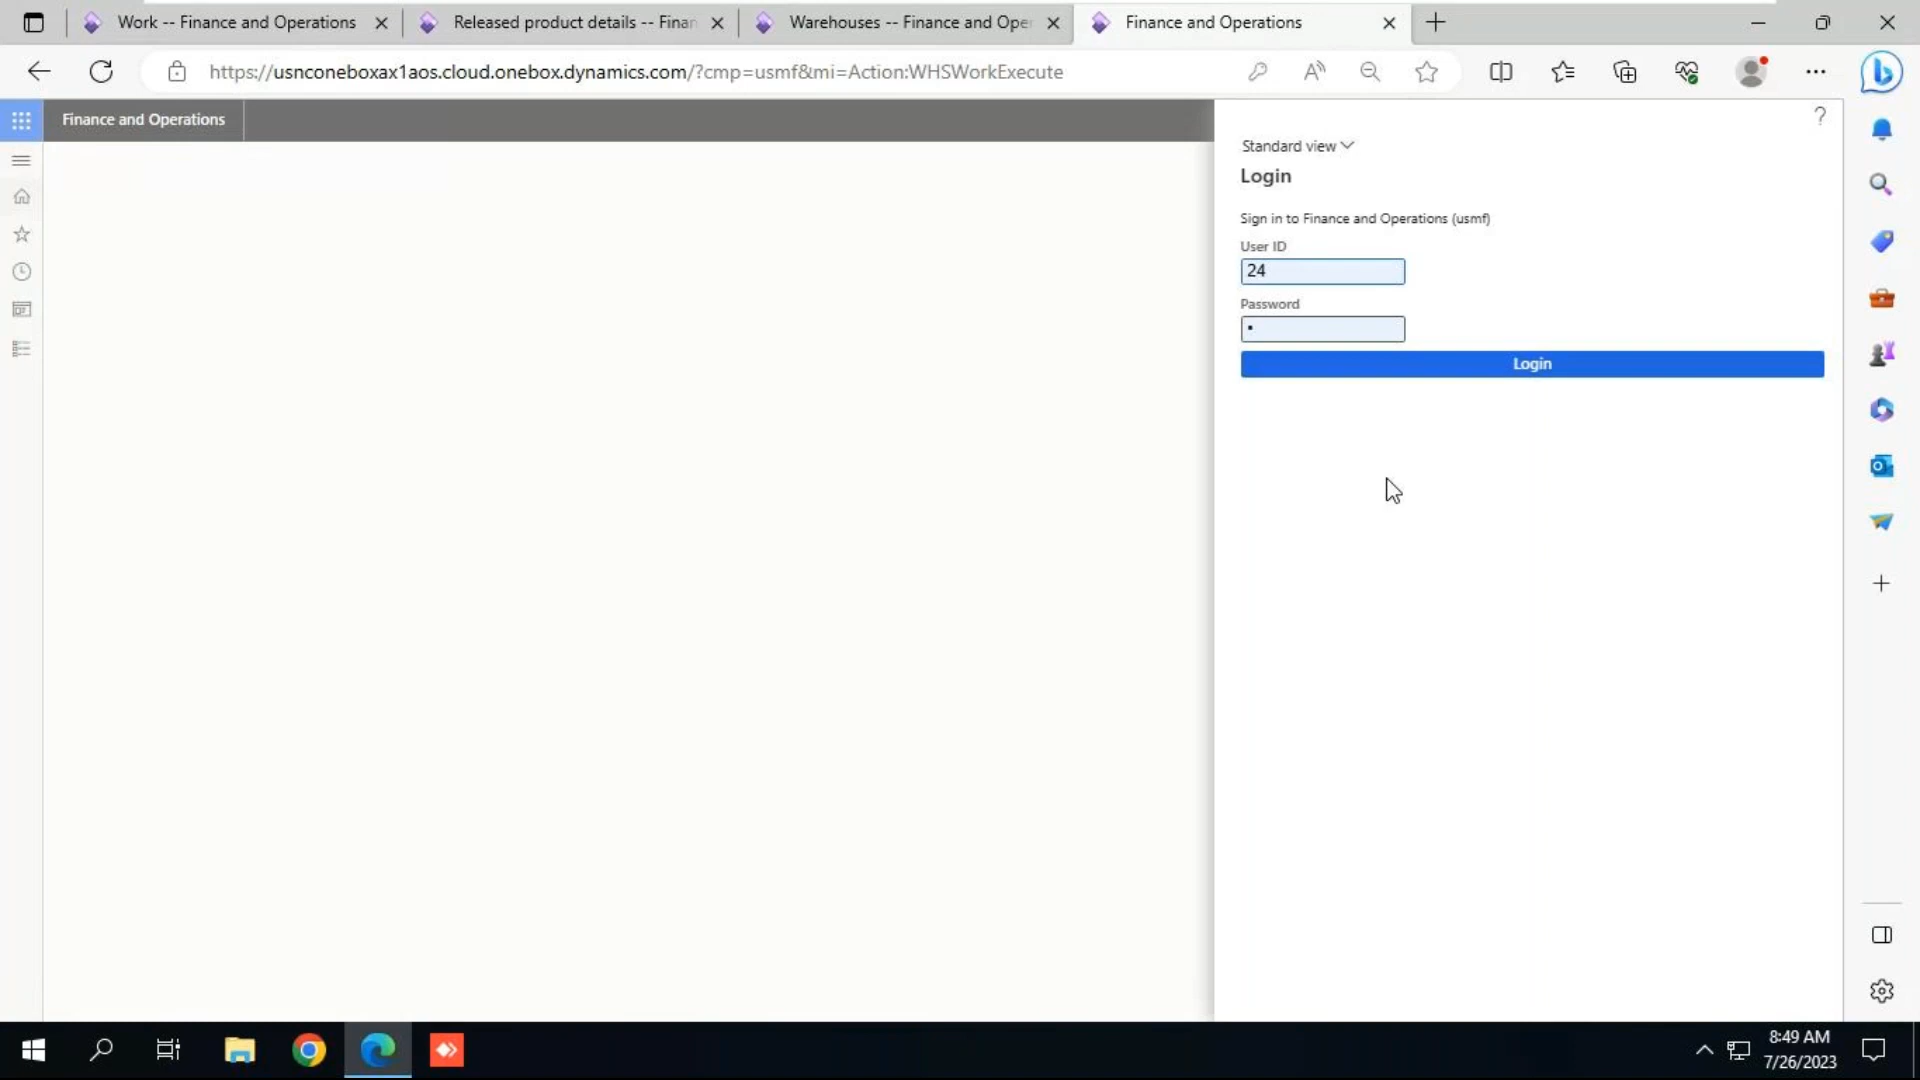 Work -- Finance and Operations
Released product details -- Finan
Warehouses -- Finance and Oper
Finance and Operations
https://usnconeboxax1aos.cloud.onebox.dynamics.com/?cmp=usmf&mi=Action:WHSWorkExecute
Finance and Operations
?
Standard view
Login
Sign in to Finance and Operations (usmf)
User ID
24
Password
•
Login
8:49 AM
7/26/2023